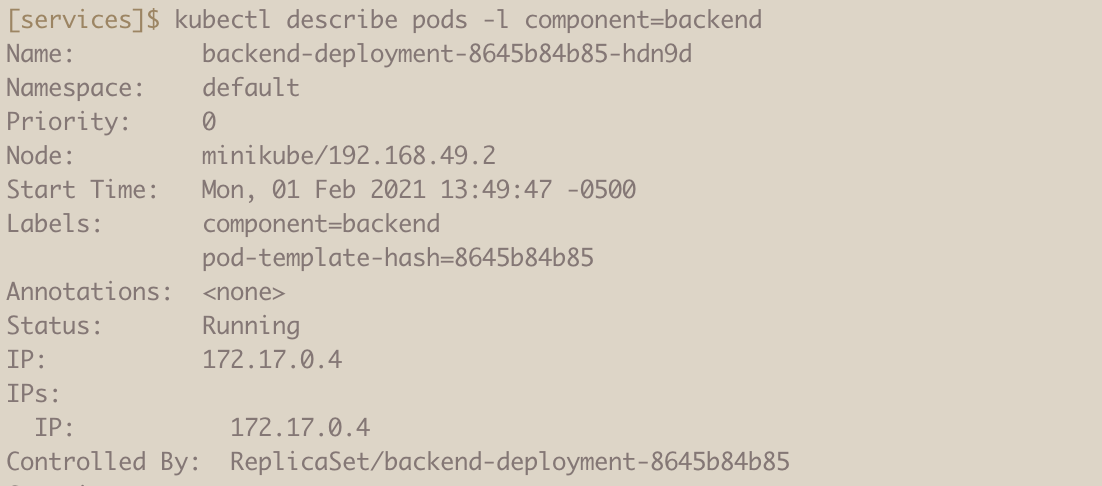 [services]$ kubectl describe pods -l component=backend
Name:         backend-deployment-8645b84b85-hdn9d
Namespace:    default
Priority:     0
Node:         minikube/192.168.49.2
Start Time:   Mon, 01 Feb 2021 13:49:47 -0500
Labels:       component=backend
              pod-template-hash=8645b84b85
Annotations:  <none>
Status:       Running
IP:           172.17.0.4
IPs:
  IP:           172.17.0.4
Controlled By:  ReplicaSet/backend-deployment-8645b84b85